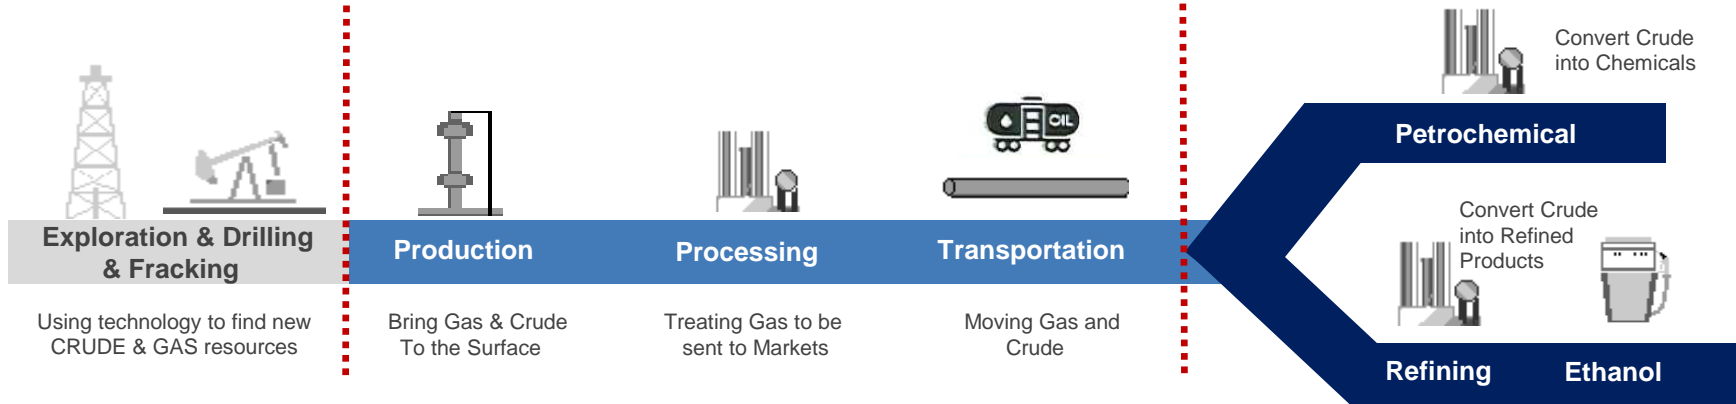 Convert Crude
into Chemicals
OIL
Petrochemical
Exploration & Drilling
& Fracking
Production
Processing
Transportation
Convert Crude
into Refined
Products
Using technology to find new
CRUDE & GAS resources
Bring Gas & Crude
To the Surface
Treating Gas to be
sent to Markets
Moving Gas and
Crude
Refining
Ethanol